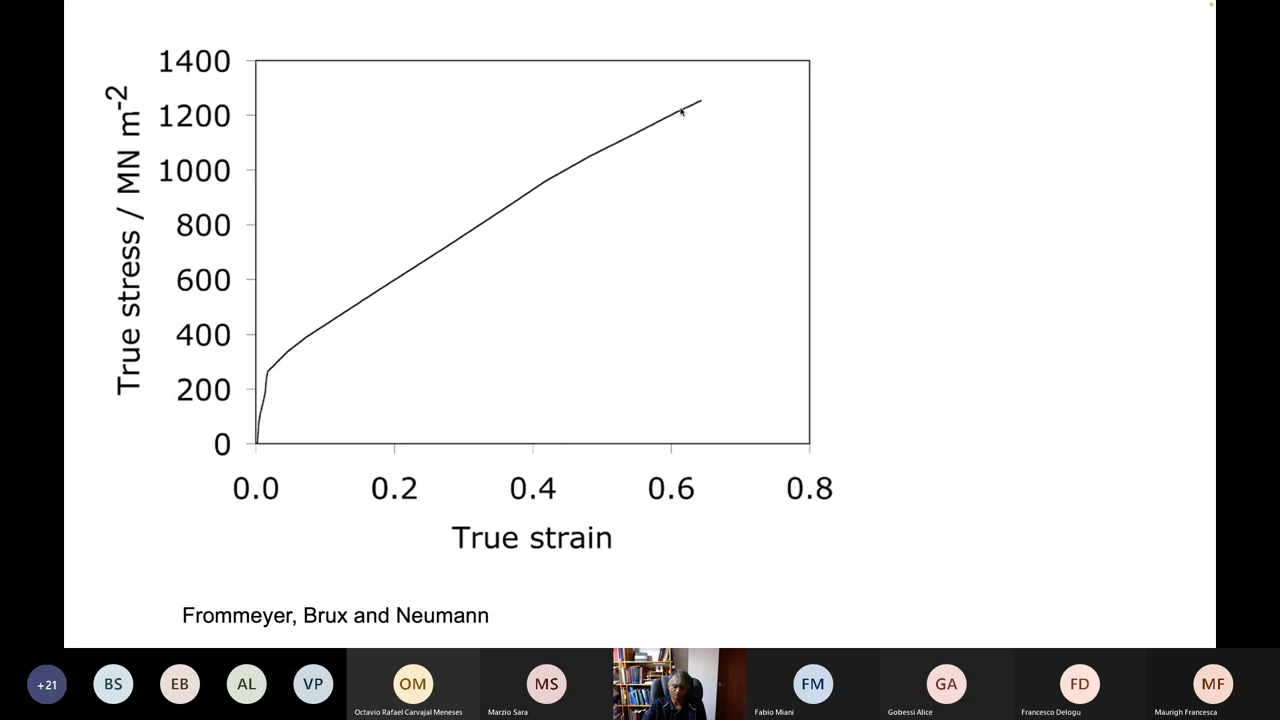 1400
1200
1000
800
600
400
200
0
True stress / MN m-2
0.0 0.2 0.4 0.6 0.8
True strain
Frommeyer, Brux and Neumann
+21 BS EB AL VP OM MS FM GA FD MF
Octavio Rafael Carvajal Meneses Marzio Sara Fabio Miani Gobessi Alice Francesco Delogu Maurigh Francesca